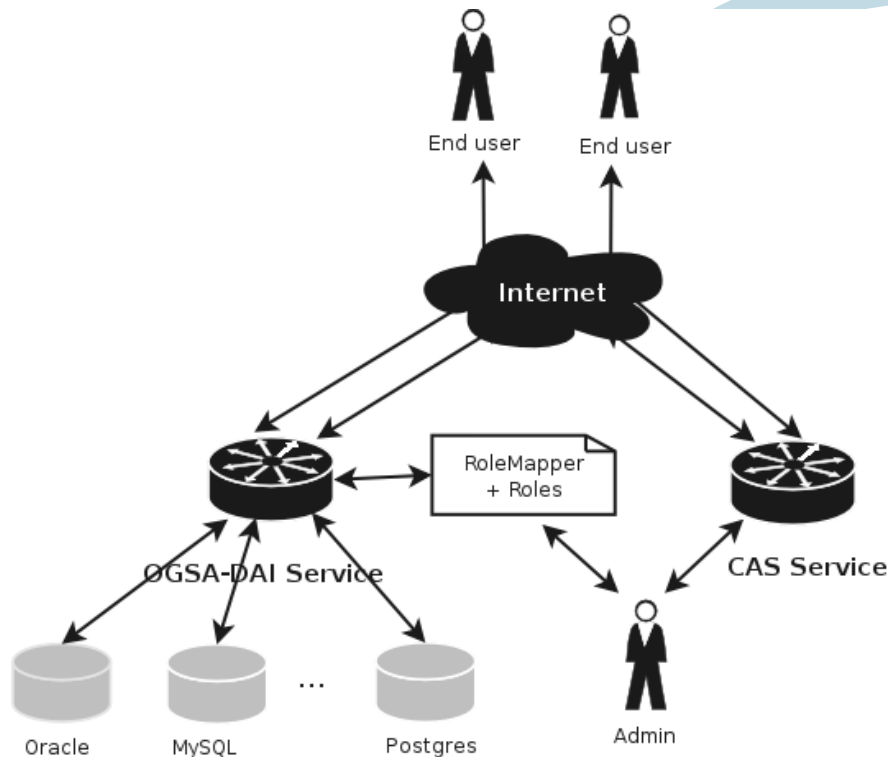 End user
End user
Internet
RoleMapper
+ Roles
OGSA-DAI Service
CAS Service
...
Oracle
MySQL
Postgres
Admin